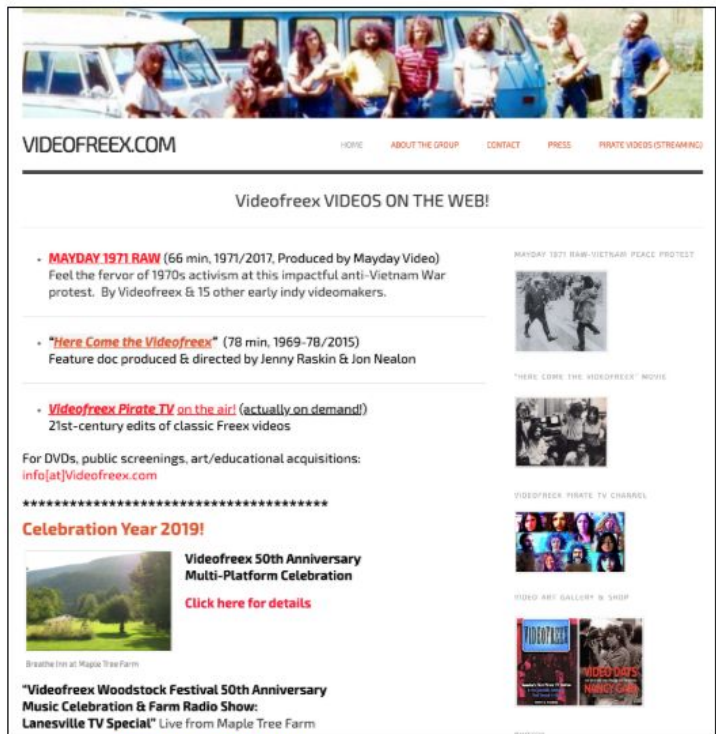 VIDEOFREEX.COM
HOME ABOUT THE GROUP CONTACT PRESS PIRATE VIDEOS (STREAMING)
Videofreex VIDEOS ON THE WEB!
MAYDAY 1971 RAW (66 min, 1971/2017, Produced by Mayday Video)
Feel the fervor of 1970s activism at this impactful anti-Vietnam War
protest. By Videofreex & 15 other early indy videomakers.
"Here Come the Videofreex" (78 min, 1969-78/2015)
Feature doc produced & directed by Jenny Raskin & Jon Nealon
Videofreex Pirate TV on the air! (actually on demand!)
21st-century edits of classic Freex videos
For DVDs, public screenings, art/educational acquisitions:
info[at]Videofreex.com
***************************************
Celebration Year 2019!
Videofreex 50th Anniversary
Multi-Platform Celebration
Click here for details
Breathe Inn at Maple Tree Farm
"Videofreex Woodstock Festival 50th Anniversary
Music Celebration & Farm Radio Show:
Lanesville TV Special" Live from Maple Tree Farm
MAYDAY 1971 RAW-VIETNAM PEACE PROTEST
"HERE COME THE VIDEOFREEX" MOVIE
VIDEOFREEX PIRATE TV CHANNEL
VIDEO ART GALLERY & SHOP
VIDEOFREEX
VIDEO DAYS
NANCY CAIN